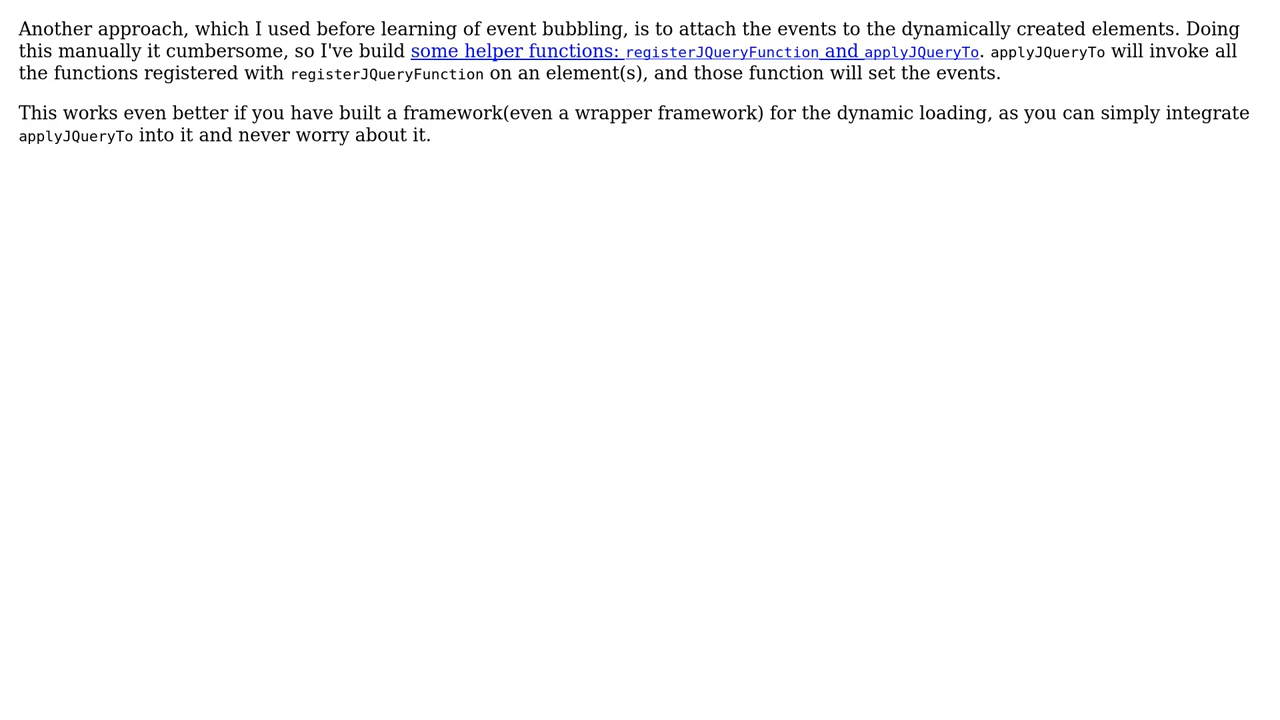 Another approach, which I used before learning of event bubbling, is to attach the events to the dynamically created elements. Doing
this manually it cumbersome, so I've build some helper functions: registerJQueryFunction and applyJQueryTo. applyJQueryTo will invoke all
the functions registered with registerJQueryFunction on an element(s), and those function will set the events.
This works even better if you have built a framework(even a wrapper framework) for the dynamic loading, as you can simply integrate
applyJQueryTo into it and never worry about it.